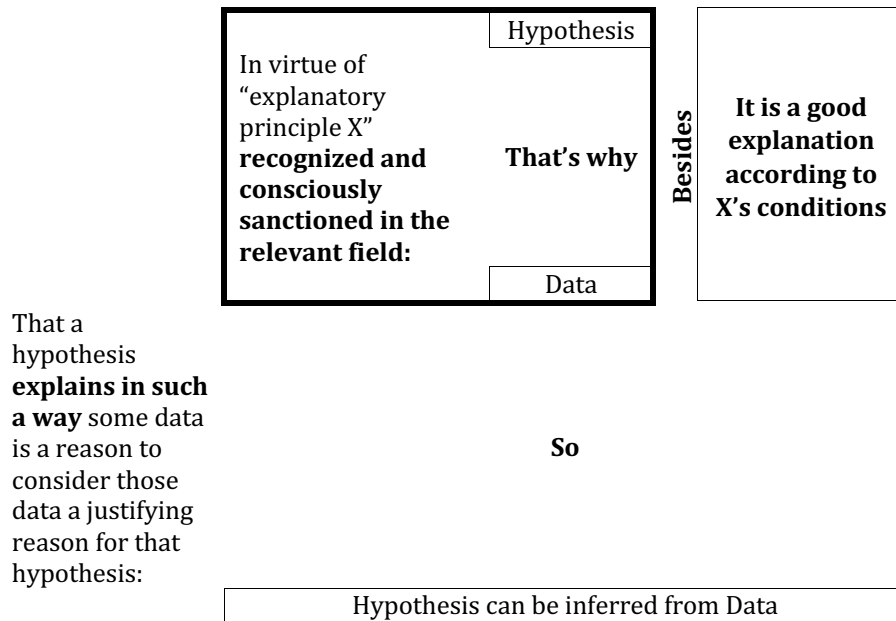 Hypothesis
In virtue of
“explanatory
principle X”
recognized and
consciously
sanctioned in the
relevant field:
That’s why
Data
Besides
It is a good
explanation
according to
X’s conditions
That a
hypothesis
explains in such
a way some data
is a reason to
consider those
data a justifying
reason for that
hypothesis:
So
Hypothesis can be inferred from Data